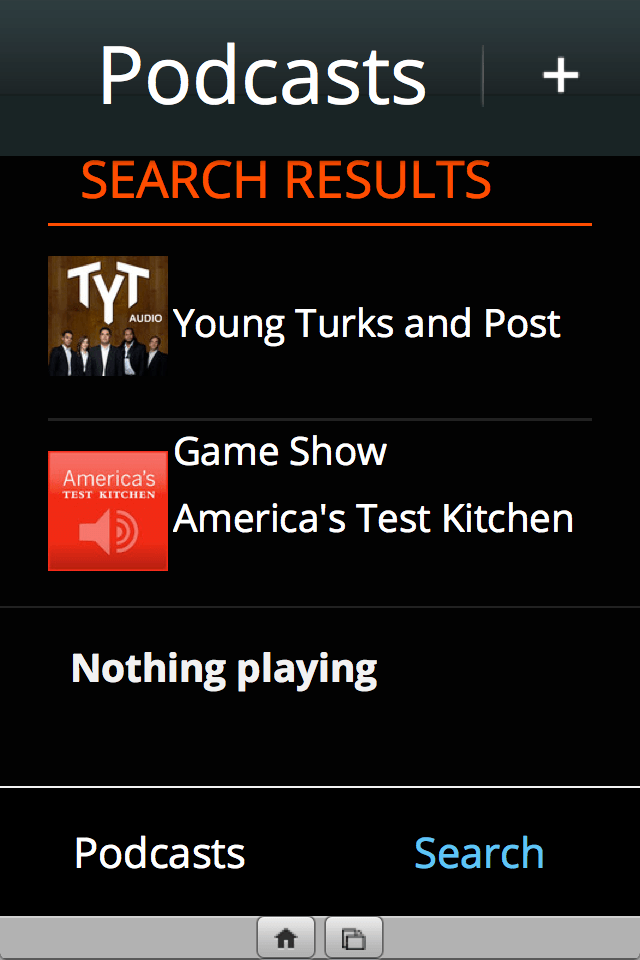 Podcasts +
SEARCH RESULTS
TYT
AUDIO
Young Turks and Post
Game Show
America's
TEST KITCHEN
America's Test Kitchen
Nothing playing
Podcasts
Search